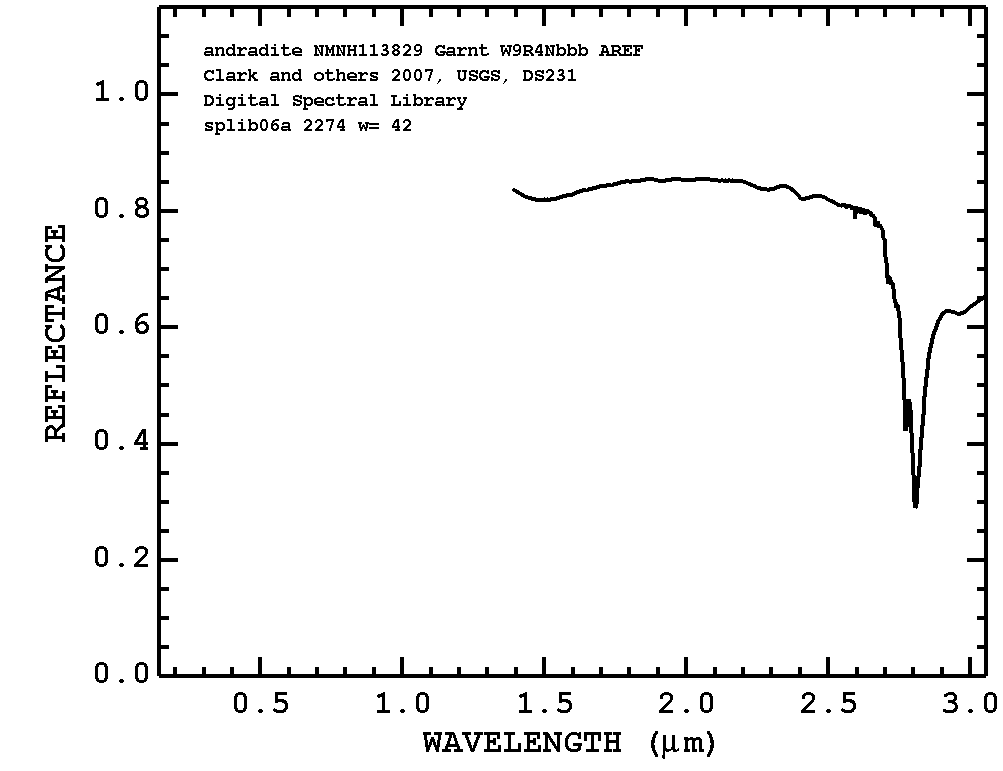 andradite NMNH113829 Garnt W9R4Nbbb AREF
Clark and others 2007, USGS, DS231
Digital Spectral Library
splib06a 2274 w= 42
1.0
0.8
0.6
0.4
0.2
0.0
REFLECTANCE
0.5 1.0 1.5 2.0 2.5 3.0
WAVELENGTH (μm)